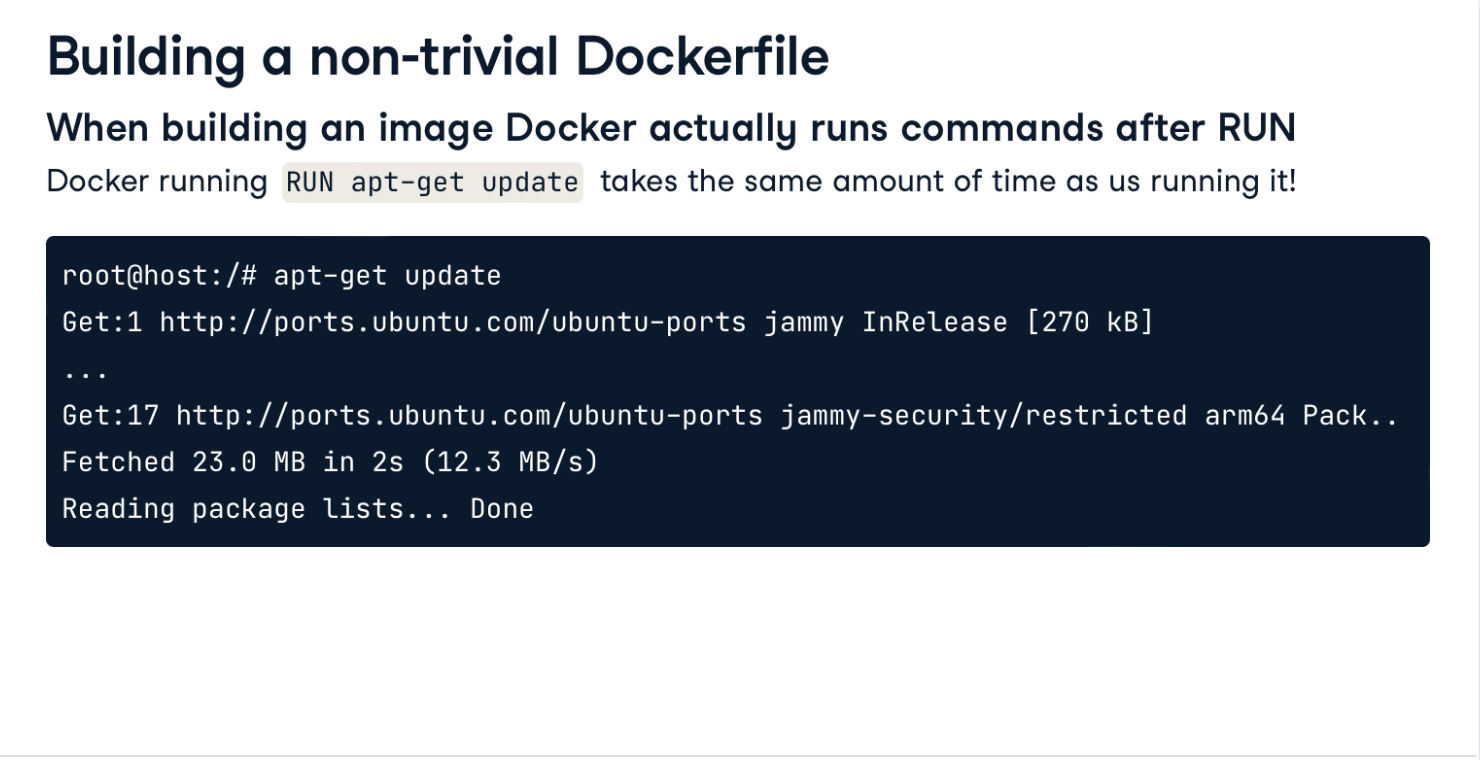 Building a non-trivial Dockerfile
When building an image Docker actually runs commands after RUN
Docker running RUN apt-get update takes the same amount of time as us running it!
root@host:/# apt-get update
Get:1 http://ports.ubuntu.com/ubuntu-ports jammy InRelease [270 kB]
...
Get:17 http://ports.ubuntu.com/ubuntu-ports jammy-security/restricted arm64 Pack..
Fetched 23.0 MB in 2s (12.3 MB/s)
Reading package lists... Done